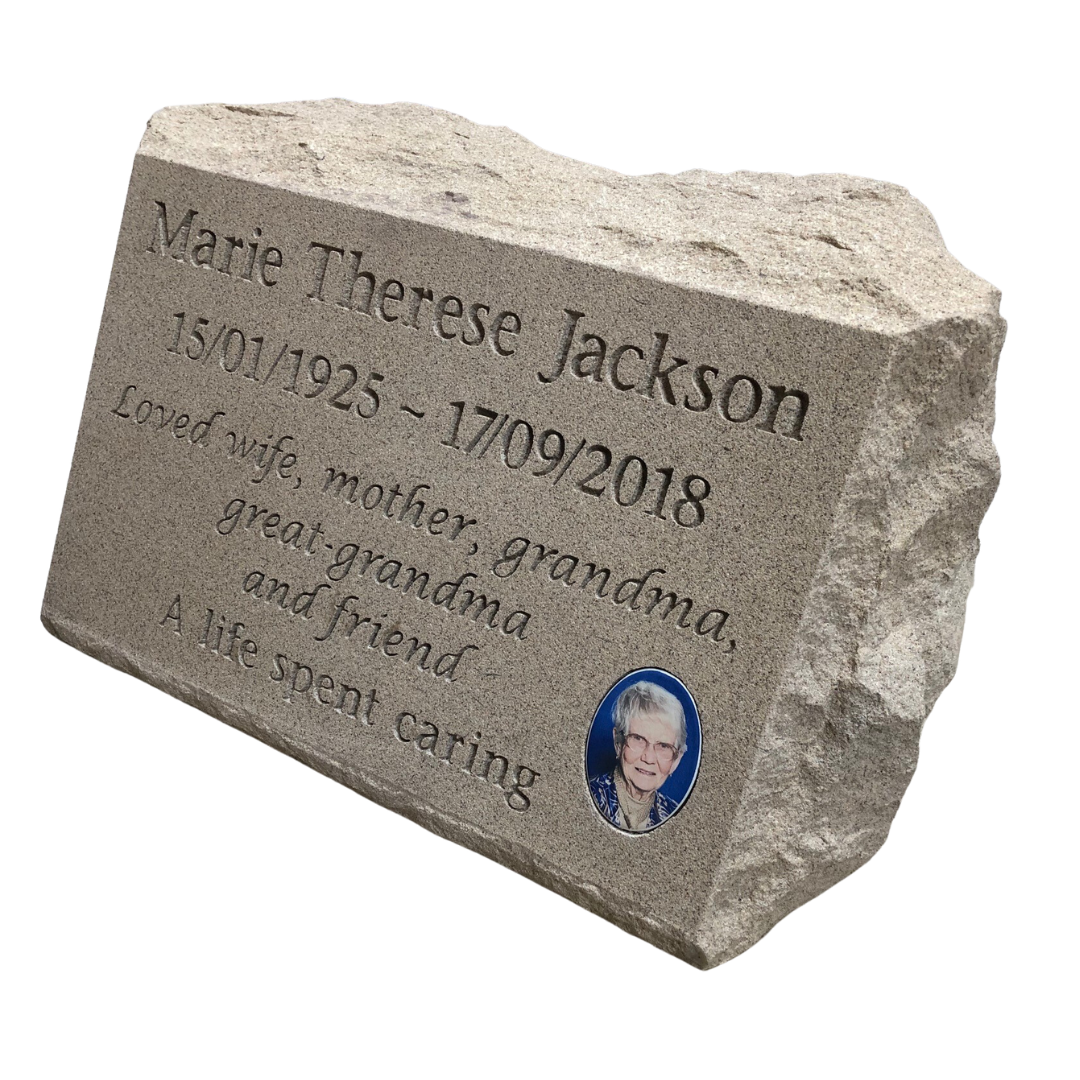 Marie Therese Jackson
15/01/1925 ~ 17/09/2018
Loved wife, mother, grandma,
great-grandma
and friend
A life spent caring